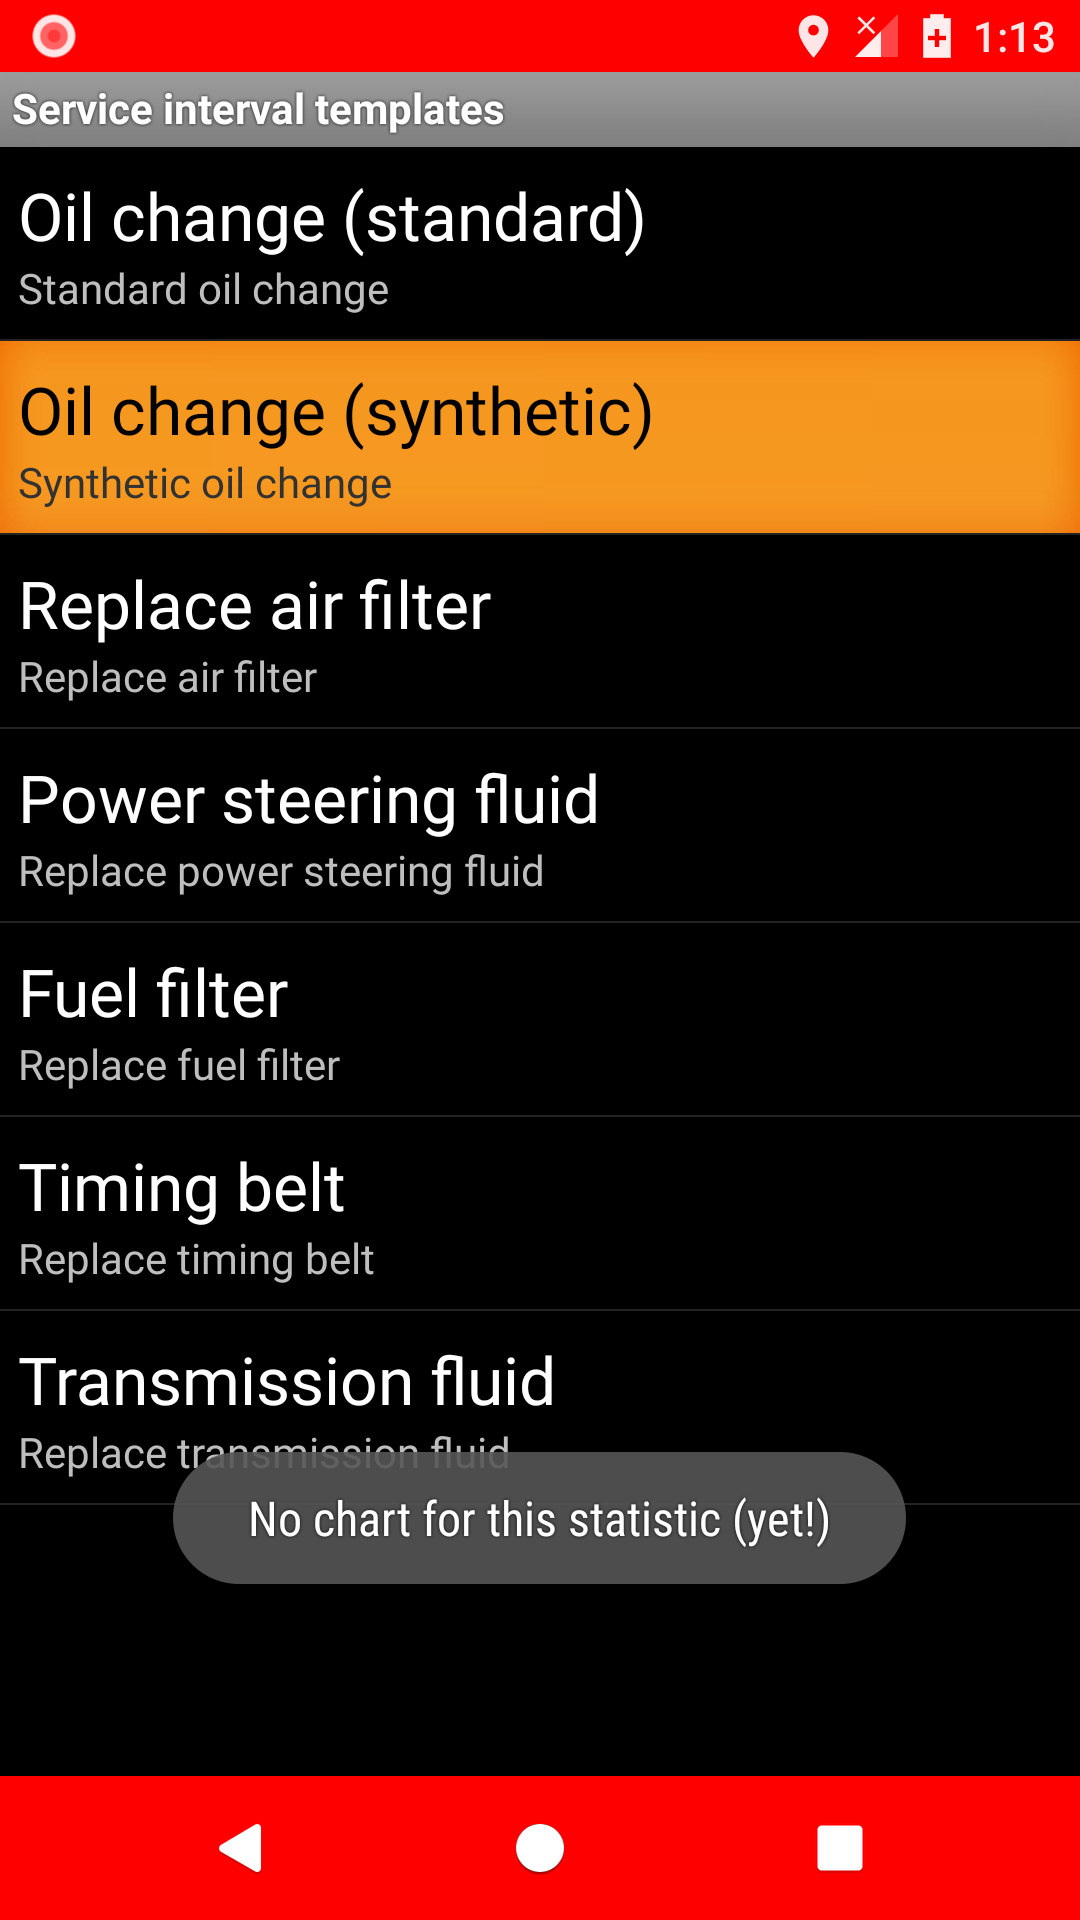 1:13
Service interval templates
Oil change (standard)
Standard oil change
Oil change (synthetic)
Synthetic oil change
Replace air filter
Replace air filter
Power steering fluid
Replace power steering fluid
Fuel filter
Replace fuel filter
Timing belt
Replace timing belt
Transmission fluid
Replace transmission fluid
No chart for this statistic (yet!)